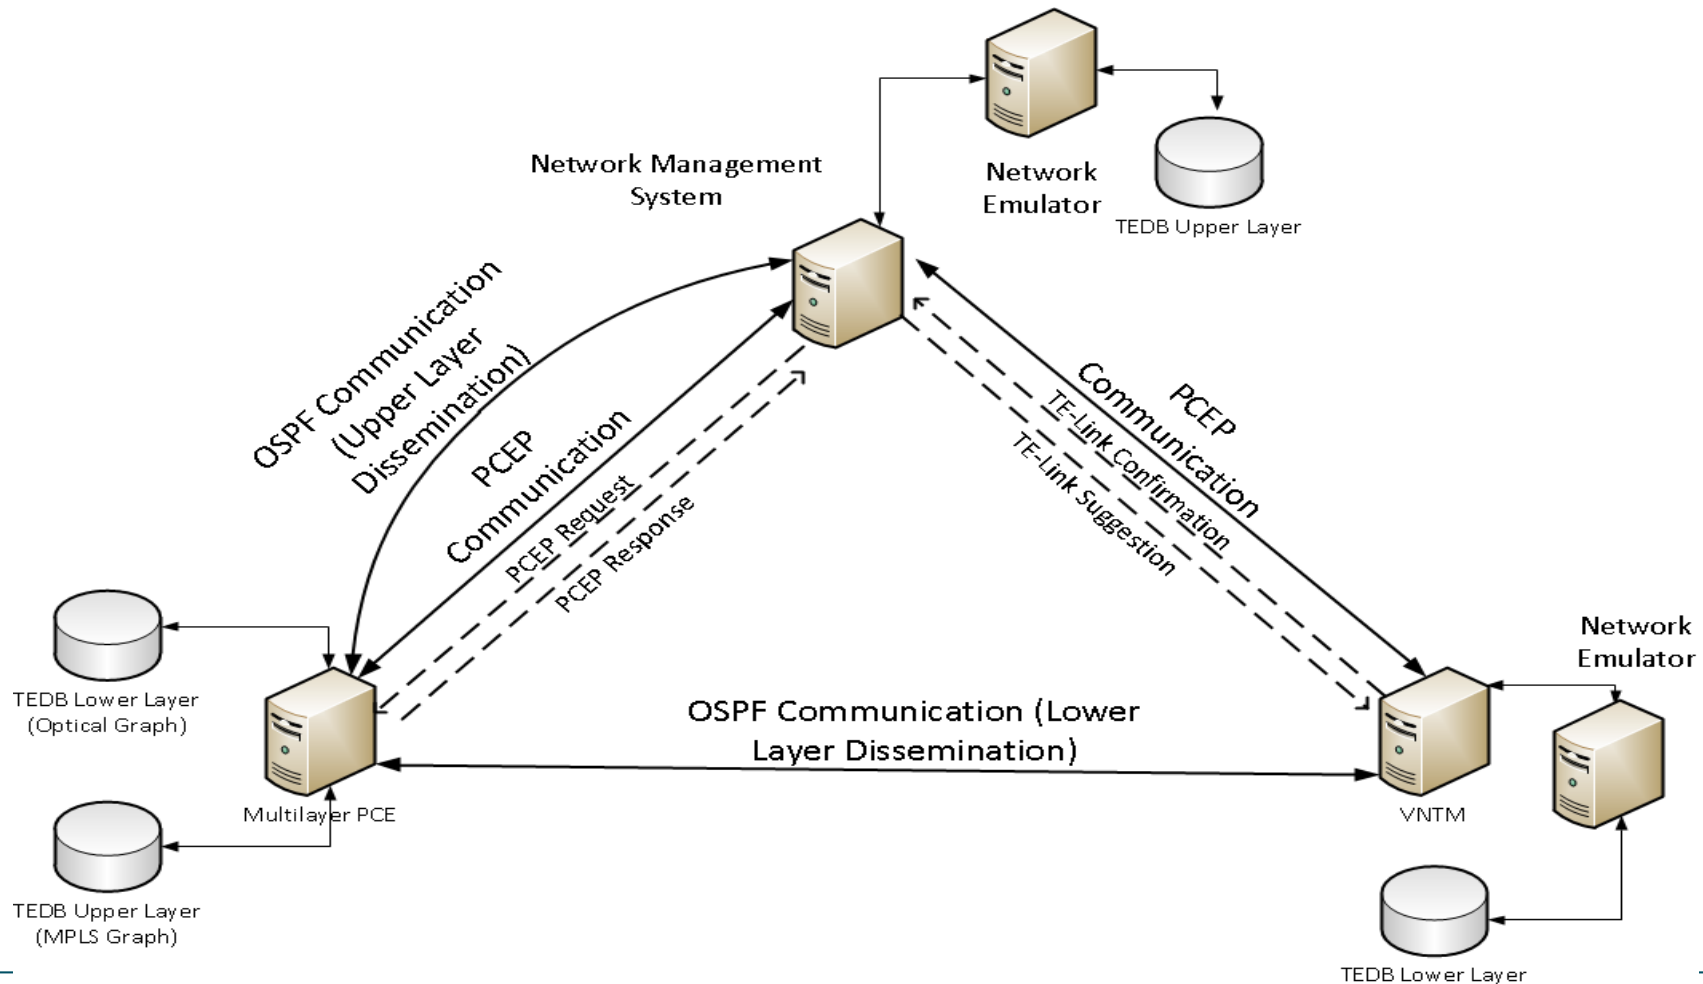 Network Management
System
Network
Emulator
TEDB Upper Layer
OSPF Communication
(Upper Layer
Dissemination)
PCEP
Communication
PCEP Request
PCEP Response
PCEP
Communication
TE-Link Confirmation
TE-Link Suggestion
TEDB Lower Layer
(Optical Graph)
Multilayer PCE
TEDB Upper Layer
(MPLS Graph)
OSPF Communication (Lower
Layer Dissemination)
Network
Emulator
VNTM
TEDB Lower Layer